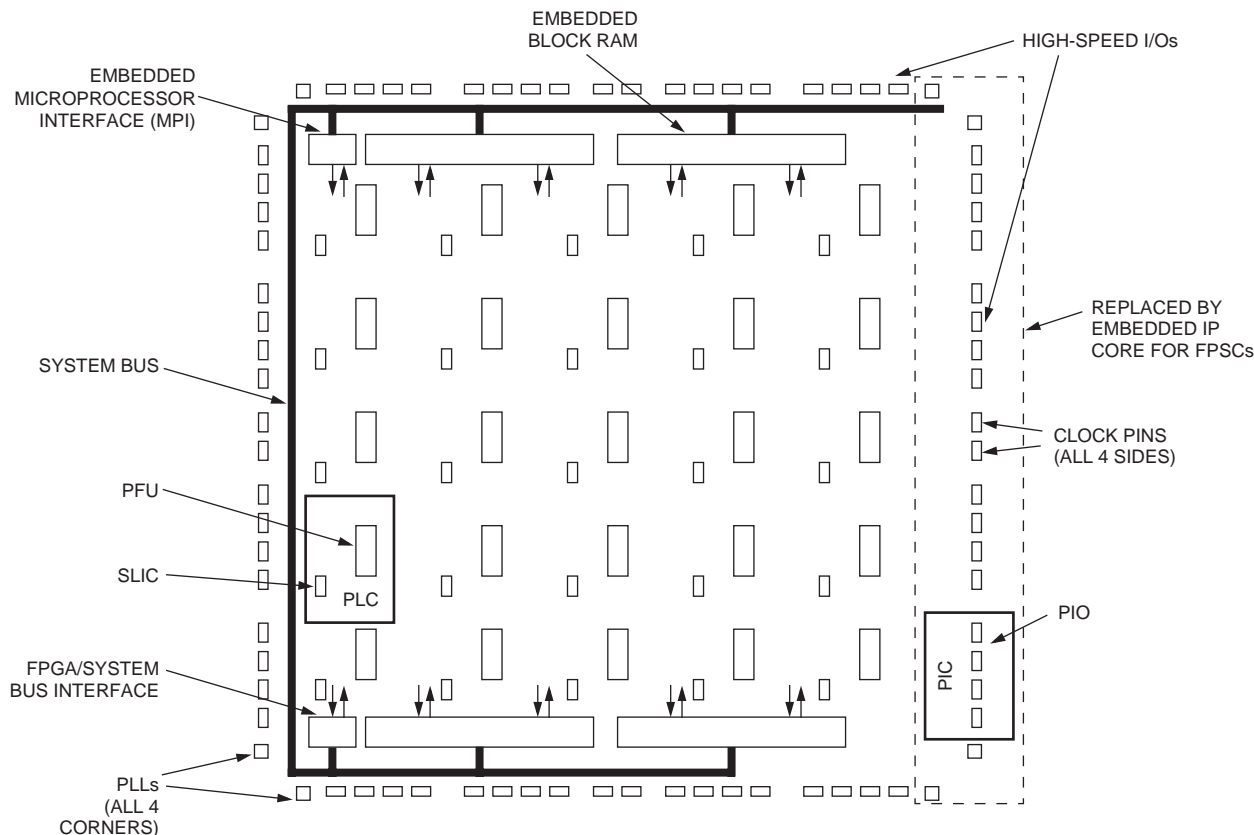 EMBEDDED
BLOCK RAM
HIGH-SPEED I/Os
EMBEDDED
MICROPROCESSOR
INTERFACE (MPI)
REPLACED BY
EMBEDDED IP
CORE FOR FPSCs
SYSTEM BUS
CLOCK PINS
(ALL 4 SIDES)
PFU
SLIC
PLC
PIO
PIC
FPGA/SYSTEM
BUS INTERFACE
PLLs
(ALL 4
CORNERS)